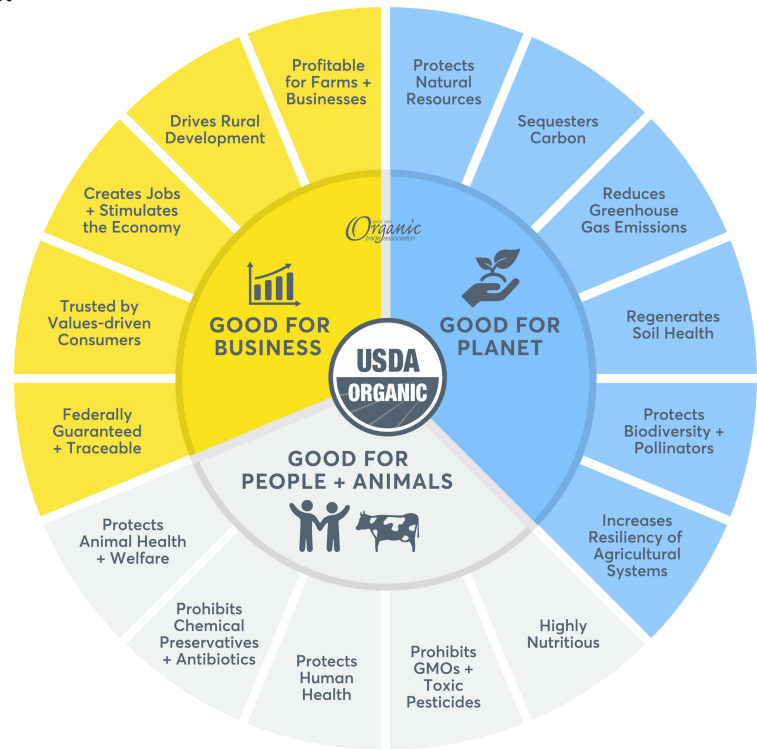 Profitable
for Farms +
Businesses
Protects
Natural
Resources
Drives Rural
Development
Sequesters
Carbon
Creates Jobs
+ Stimulates
the Economy
Reduces
Greenhouse
Gas Emissions
Organic
trade association
Trusted by
Values-driven
Consumers
GOOD FOR
BUSINESS
GOOD FOR
PLANET
Regenerates
Soil Health
USDA
ORGANIC
Federally
Guaranteed
+ Traceable
Protects
Biodiversity +
Pollinators
GOOD FOR
PEOPLE + ANIMALS
Protects
Animal Health
+ Welfare
Increases
Resiliency of
Agricultural
Systems
Prohibits
Chemical
Preservatives
+ Antibiotics
Protects
Human
Health
Prohibits
GMOs +
Toxic
Pesticides
Highly
Nutritious